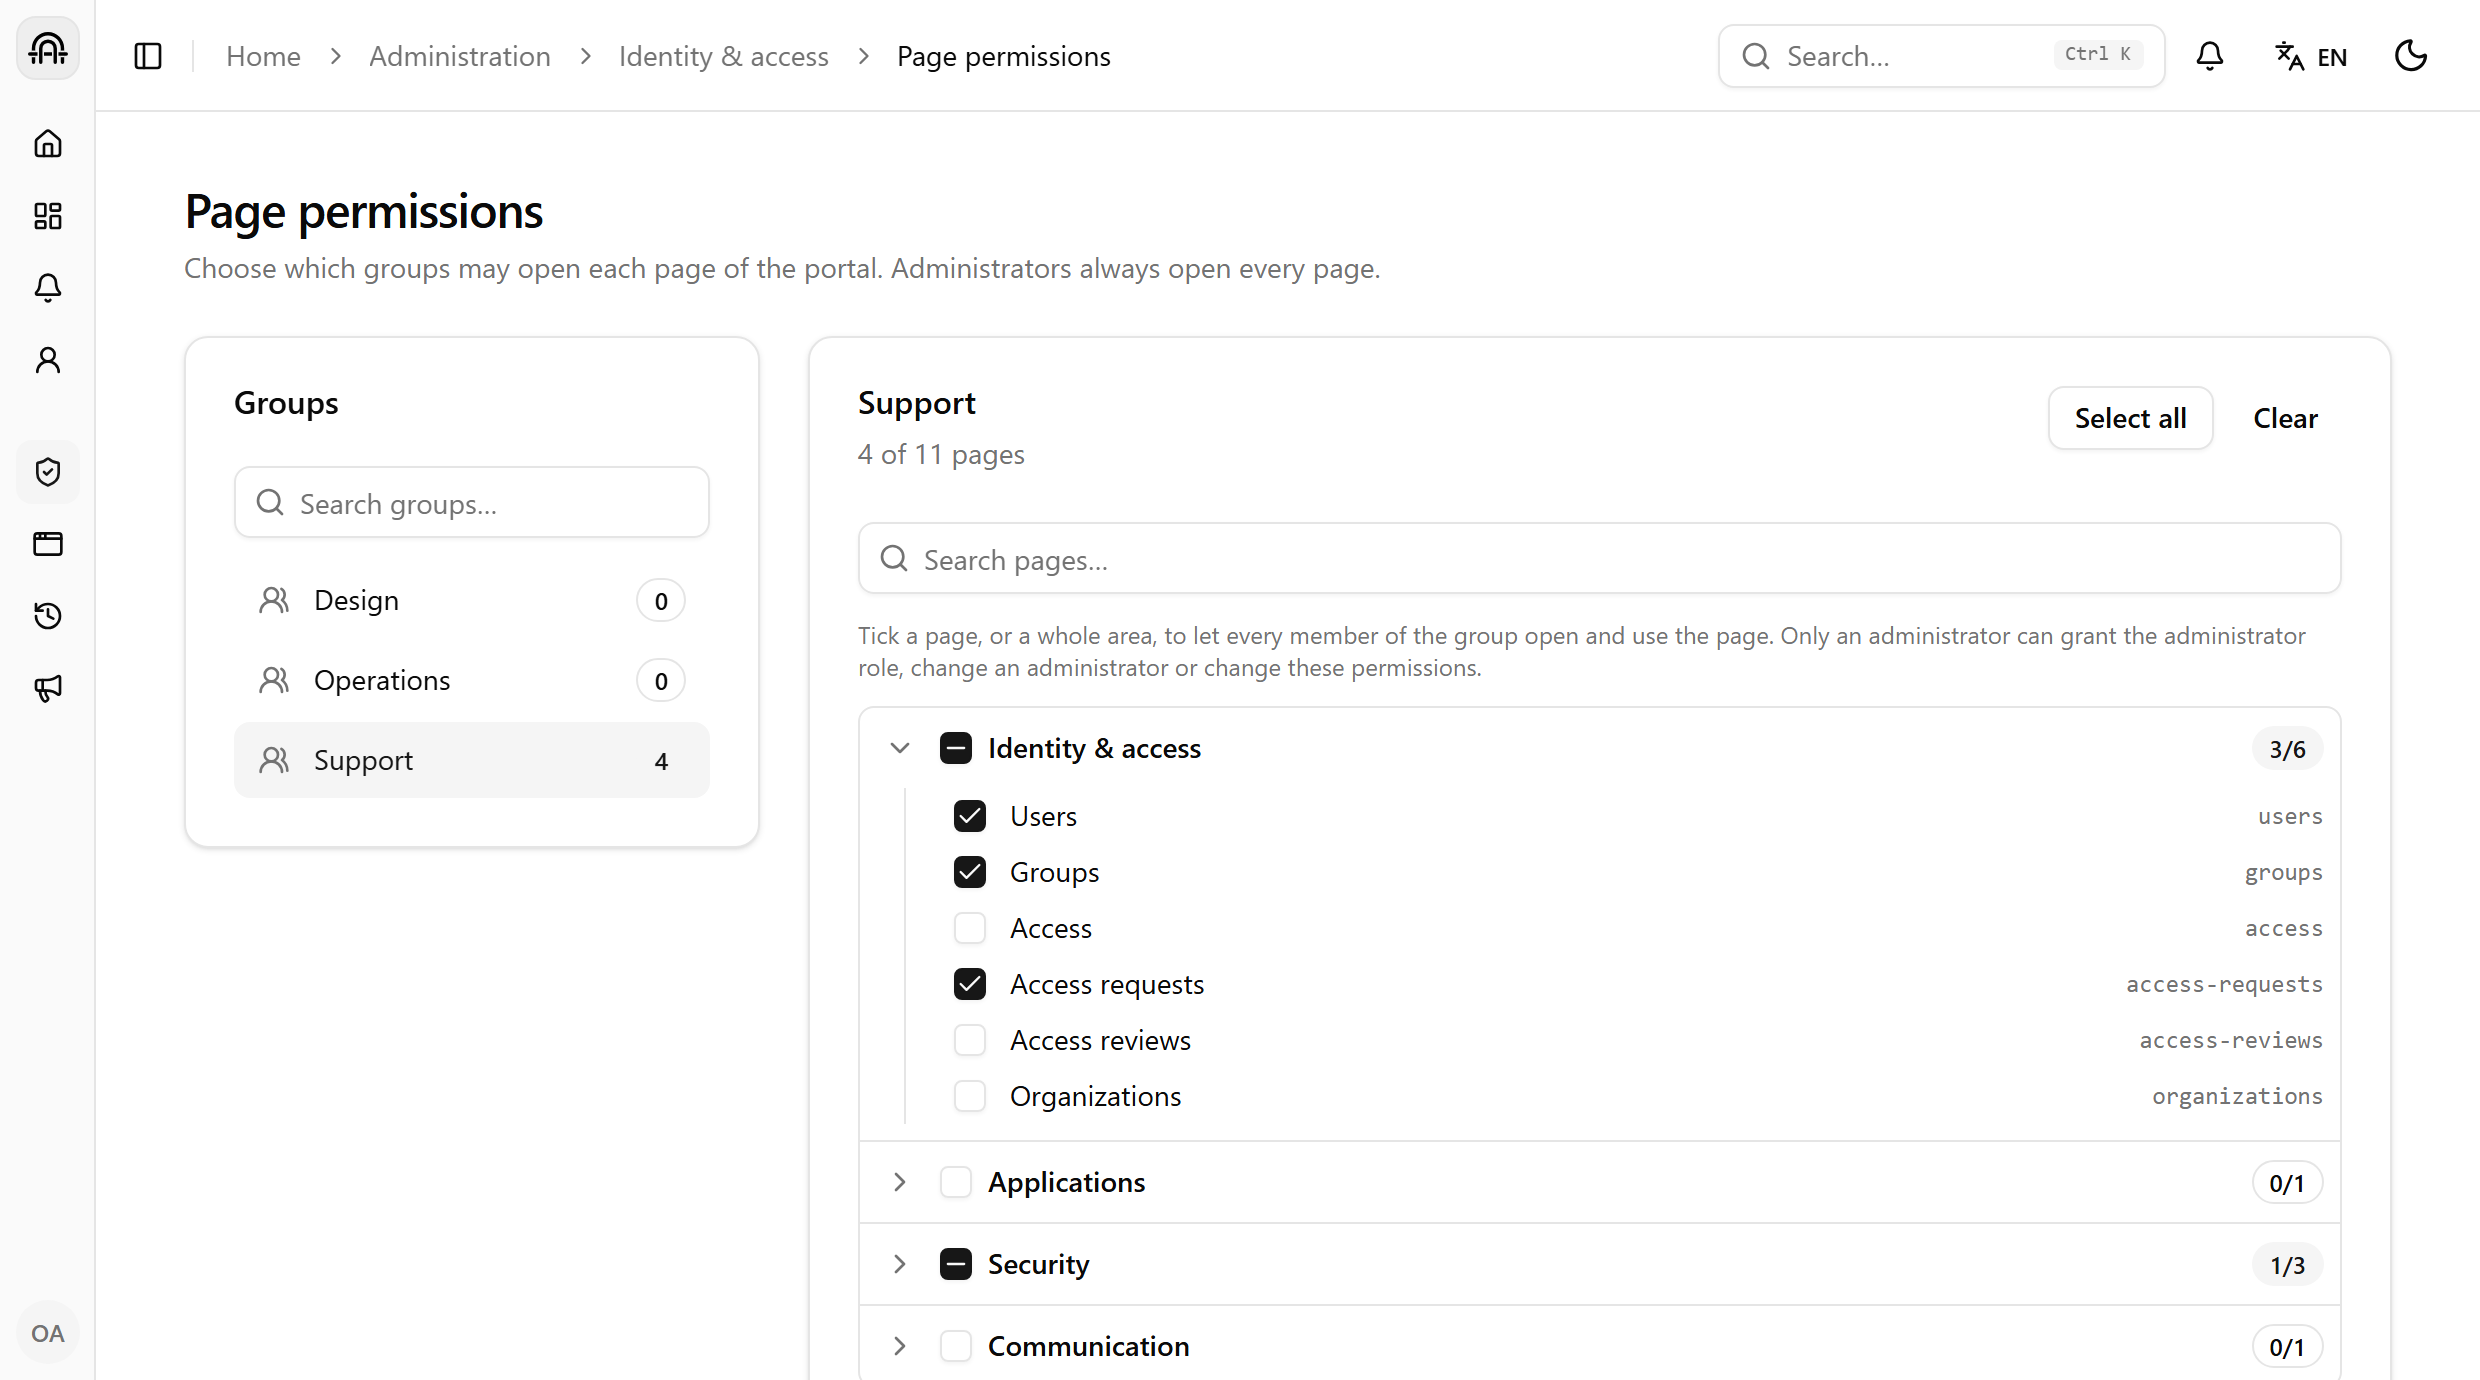 Home > Administration > Identity & access > Page permissions
Search... Ctrl K
EN
Page permissions
Choose which groups may open each page of the portal. Administrators always open every page.
Groups
Search groups...
Design 0
Operations 0
Support 4
Support
4 of 11 pages
Select all
Clear
Search pages...
Tick a page, or a whole area, to let every member of the group open and use the page. Only an administrator can grant the administrator
role, change an administrator or change these permissions.
Identity & access 3/6
Users users
Groups groups
Access access
Access requests access-requests
Access reviews access-reviews
Organizations organizations
Applications 0/1
Security 1/3
Communication 0/1
OA